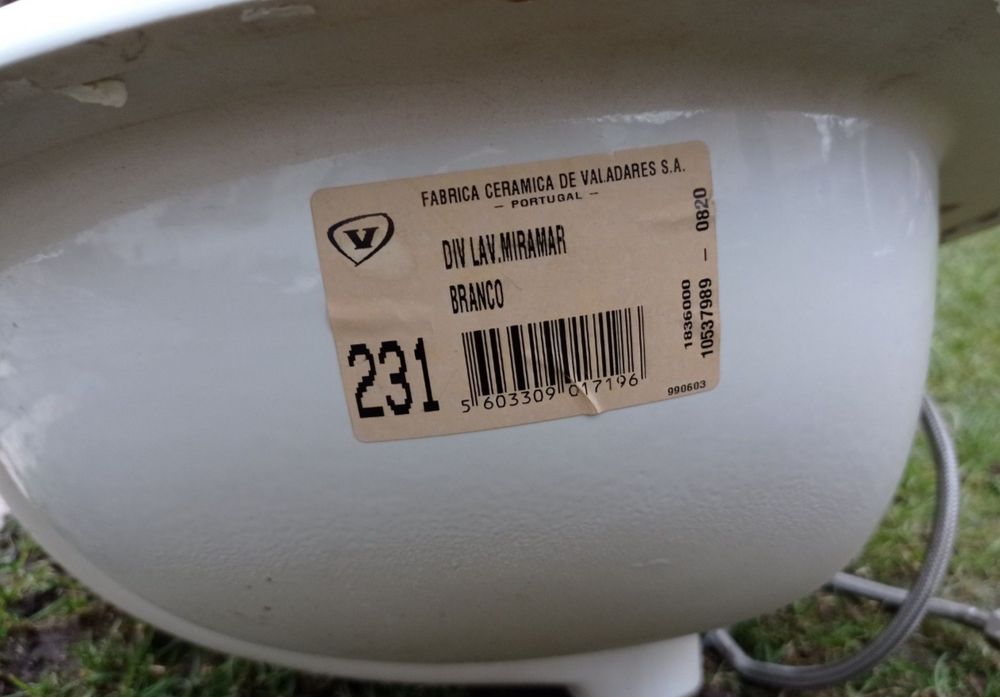 FABRICA CERAMICA DE VALADARES S.A.
- PORTUGAL -
V
DIV LAV.MIRAMAR
BRANCO
231
5 603309 017196
1836000
10537989 - 0820
990603